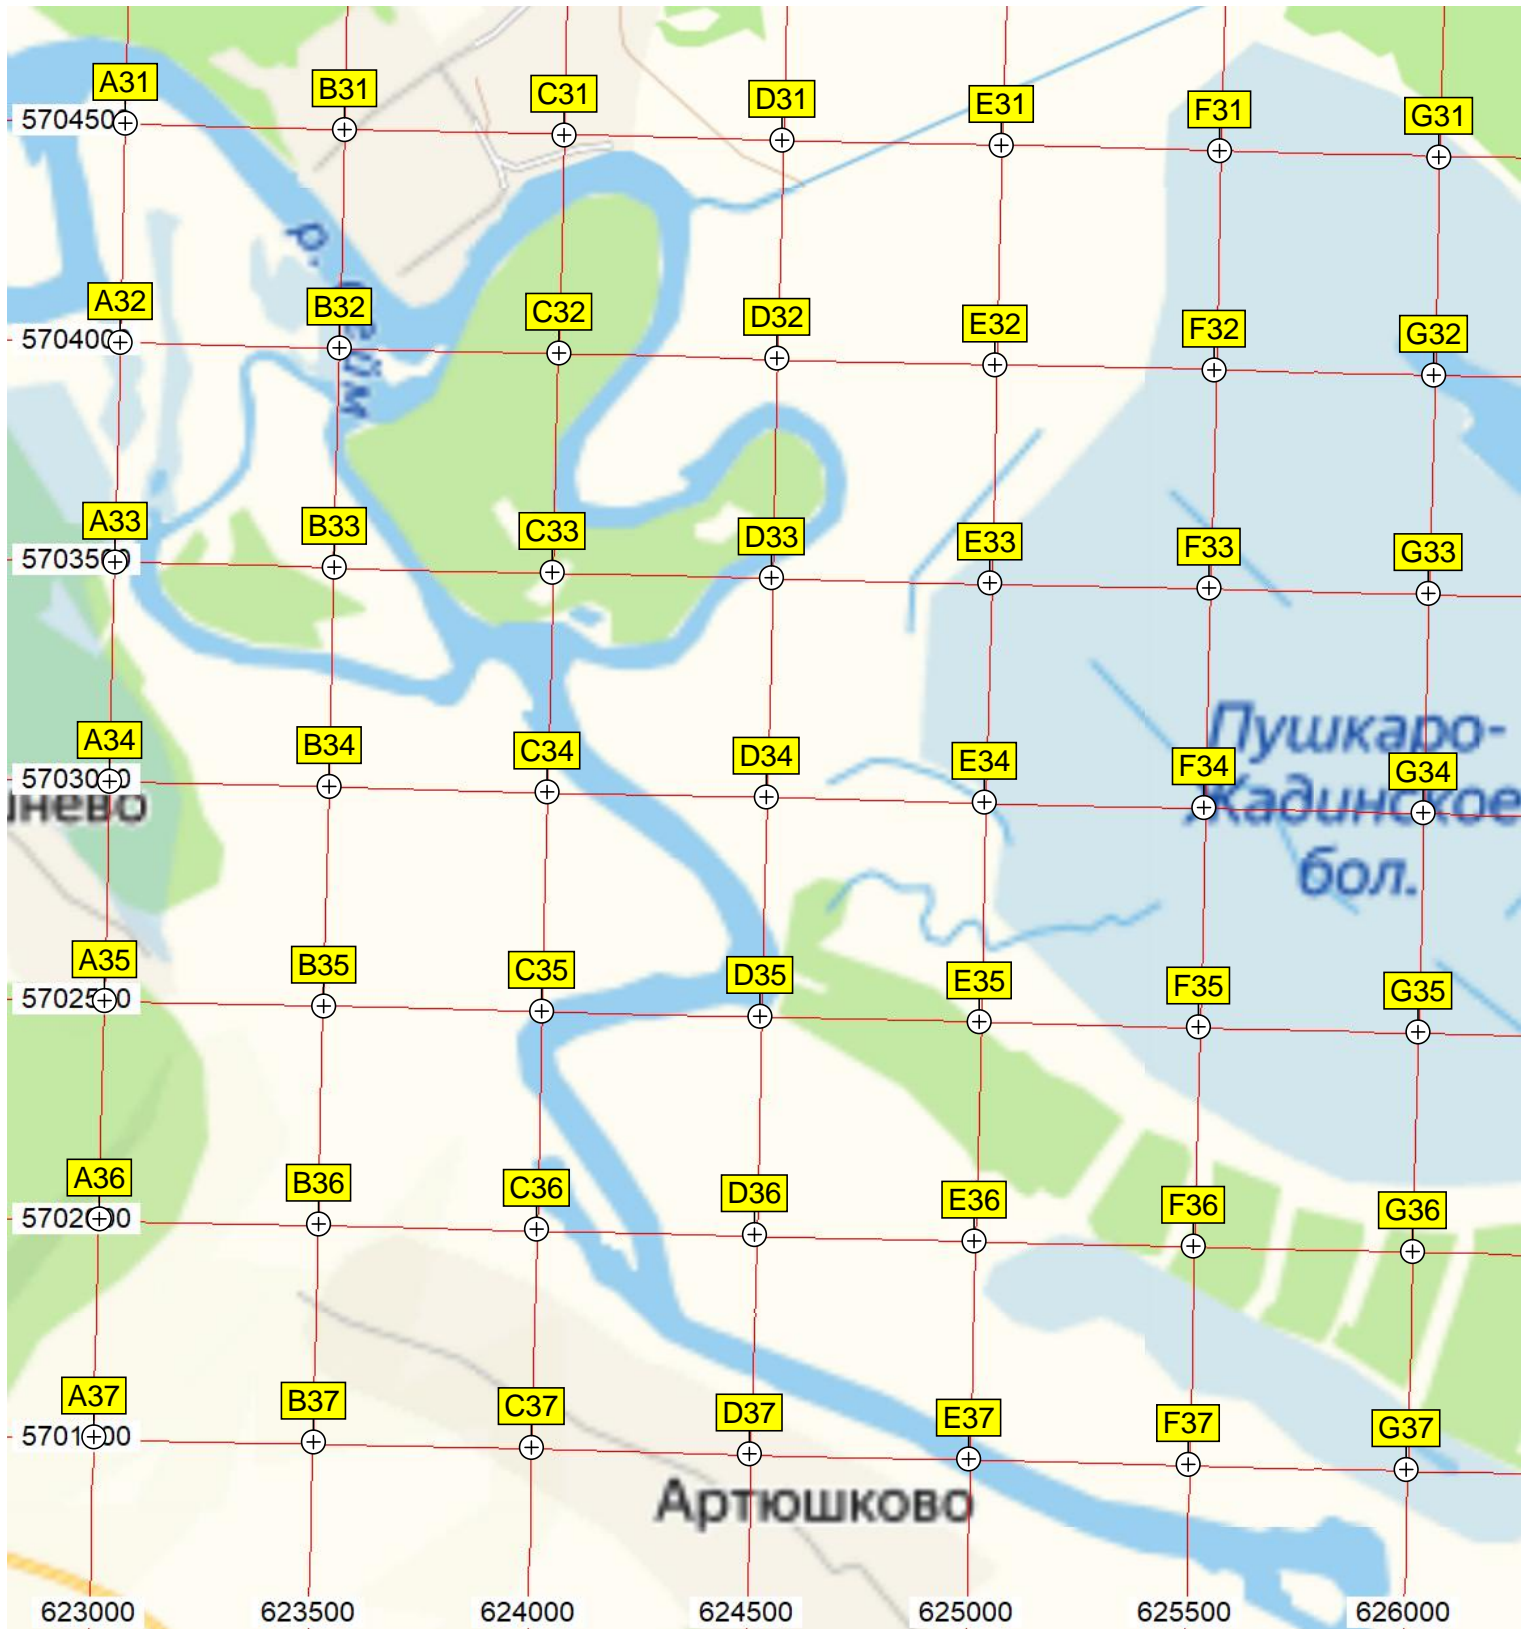 A31 B31 C31 D31 E31 F31 G31
570450
р. Сейм
A32 B32 C32 D32 E32 F32 G32
570400
A33 B33 C33 D33 E33 F33 G33
A34 B34 C34 D34 E34 F34 G34
Пушкаро-
Жадинское
бол.
A35 B35 C35 D35 E35 F35 G35
A36 B36 C36 D36 E36 F36 G36
A37 B37 C37 D37 E37 F37 G37
Артюшково
623000 623500 624000 624500 625000 625500 626000